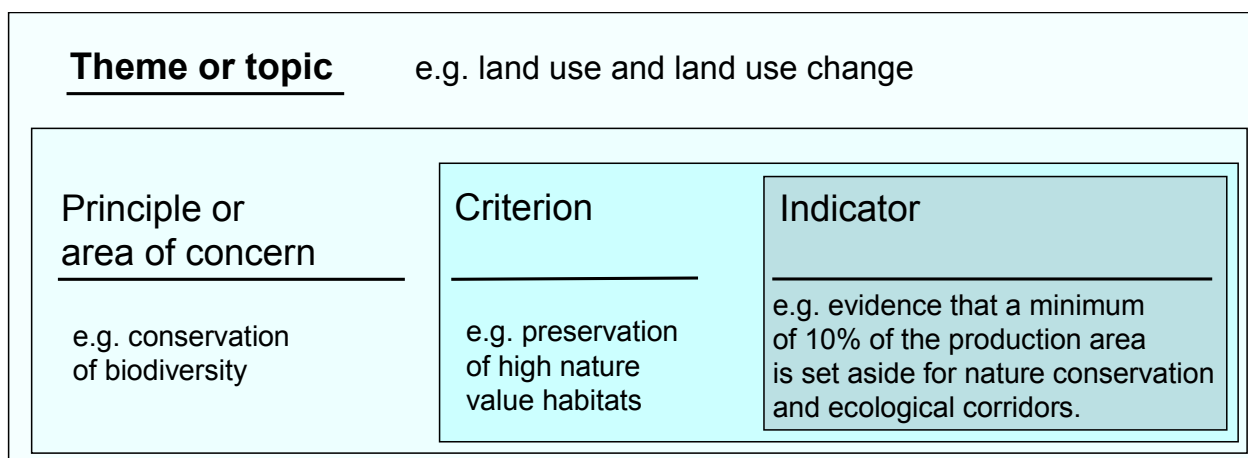 Theme or topic e.g. land use and land use change
Principle or
area of concern
e.g. conservation
of biodiversity
Criterion
e.g. preservation
of high nature
value habitats
Indicator
e.g. evidence that a minimum
of 10% of the production area
is set aside for nature conservation
and ecological corridors.